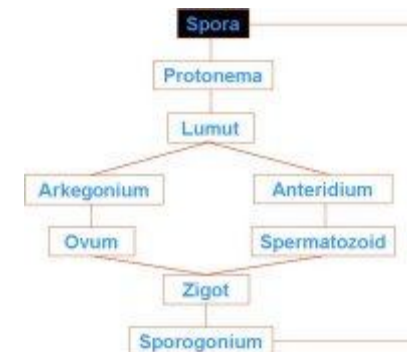 Spora
Protonema
Lumut
Arkegonium
Anteridium
Ovum
Spermatozoid
Zigot
Sporogonium